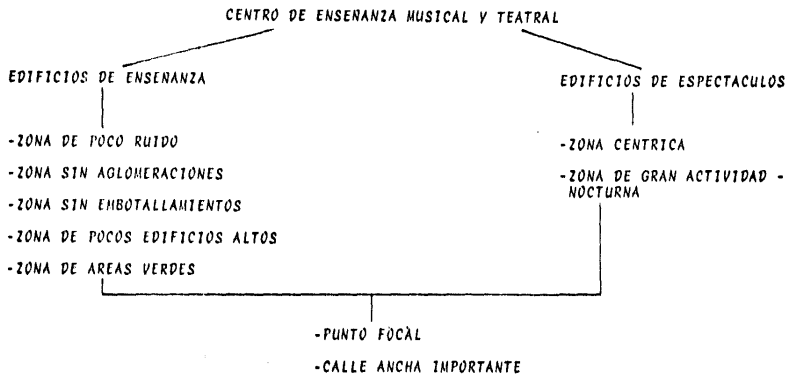 CENTRO DE ENSEÑANZA MUSICAL Y TEATRAL
EDIFICIOS DE ENSENANZA
-ZONA DE POCO RUIDO
-ZONA SIN AGLOMERACIONES
-ZONA SIN EMBOTALLAMIENTOS
-ZONA DE POCOS EDIFICIOS ALTOS
-ZONA DE AREAS VERDES
EDIFICIOS DE ESPECTACULOS
-ZONA CENTRICA
-ZONA DE GRAN ACTIVIDAD -
NOCTURNA
-PUNTO FOCAL
-CALLE ANCHA IMPORTANTE